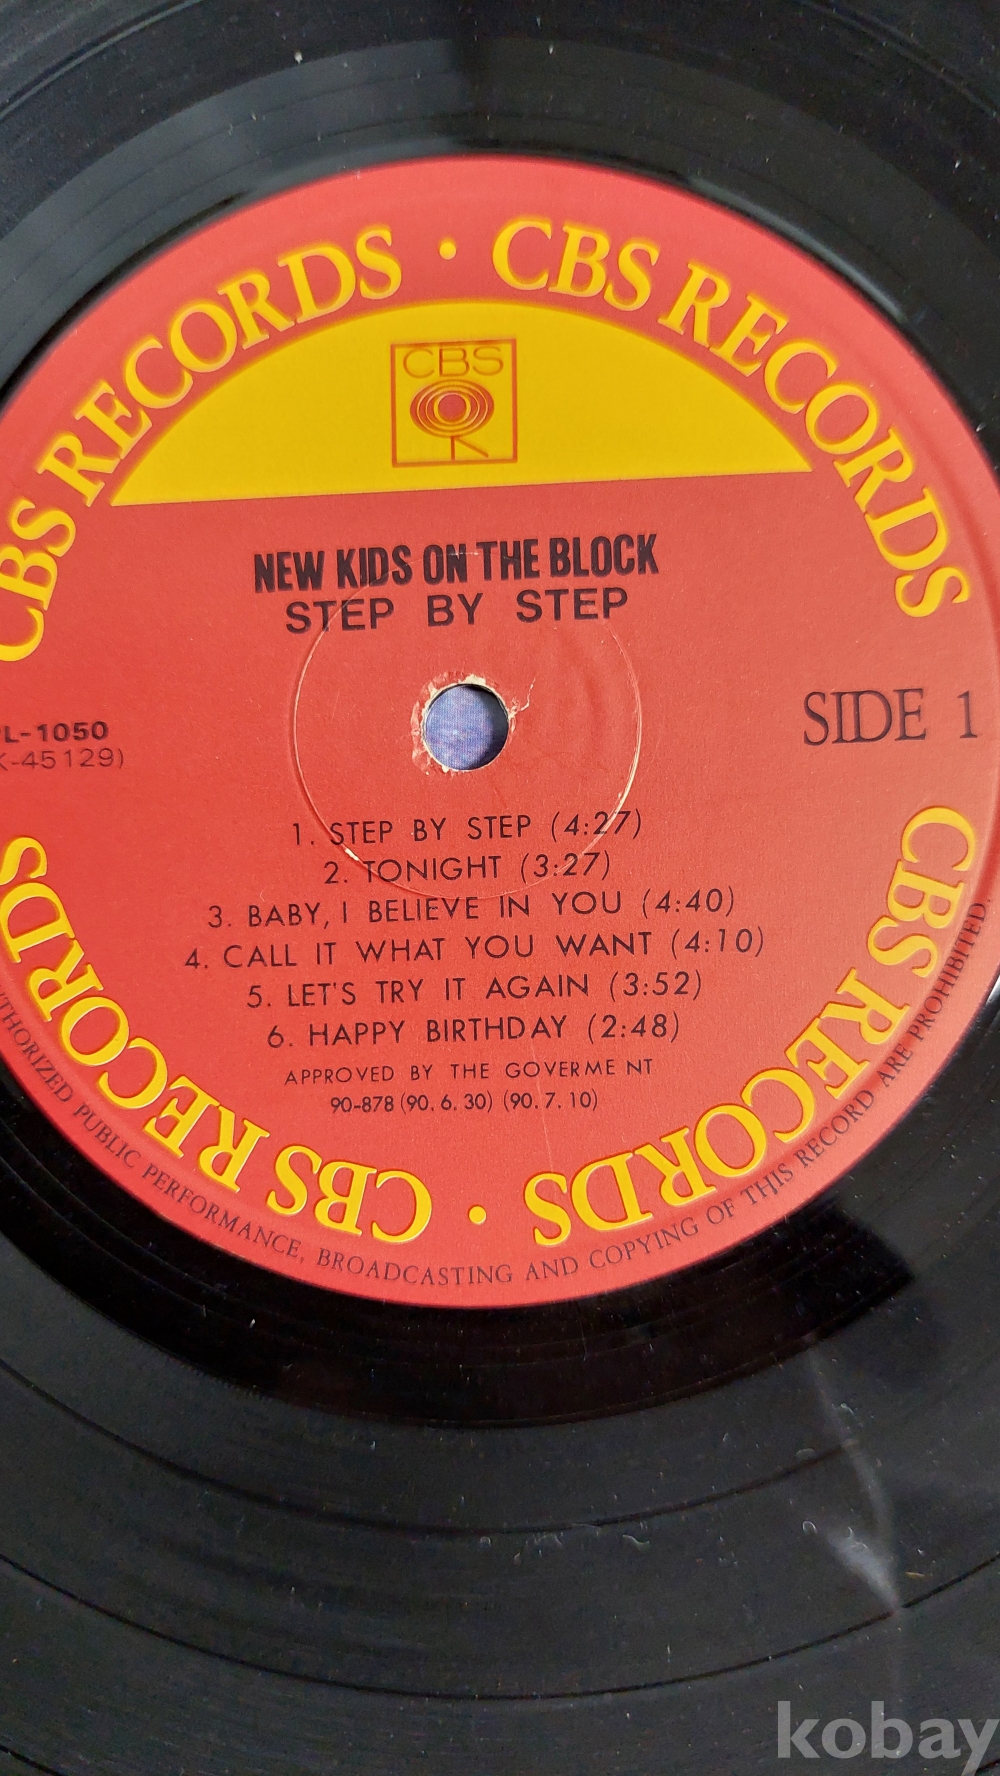 CBS RECORDS · CBS RECORDS
CBS
NEW KIDS ON THE BLOCK
STEP BY STEP
PL-1050
K-45129)
SIDE 1
1. STEP BY STEP (4:27)
2. TONIGHT (3:27)
3. BABY, I BELIEVE IN YOU (4:40)
4. CALL IT WHAT YOU WANT (4:10)
5. LET'S TRY IT AGAIN (3:52)
6. HAPPY BIRTHDAY (2:48)
APPROVED BY THE GOVERME NT
90-878 (90. 6. 30) (90. 7. 10)
CBS RECORDS · CBS RECORDS
THORIZED PUBLIC PERFORMANCE, BROADCASTING AND COPYING OF THIS RECORD ARE PROHIBITED.
kobay